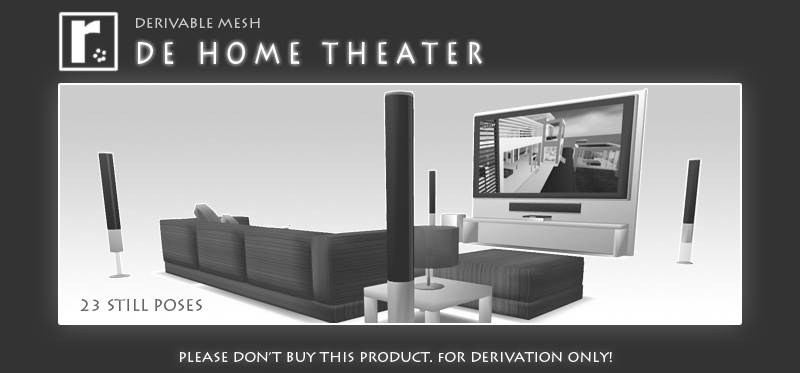 r.
DERIVABLE MESH
DE HOME THEATER
23 STILL POSES
PLEASE DON'T BUY THIS PRODUCT. FOR DERIVATION ONLY!